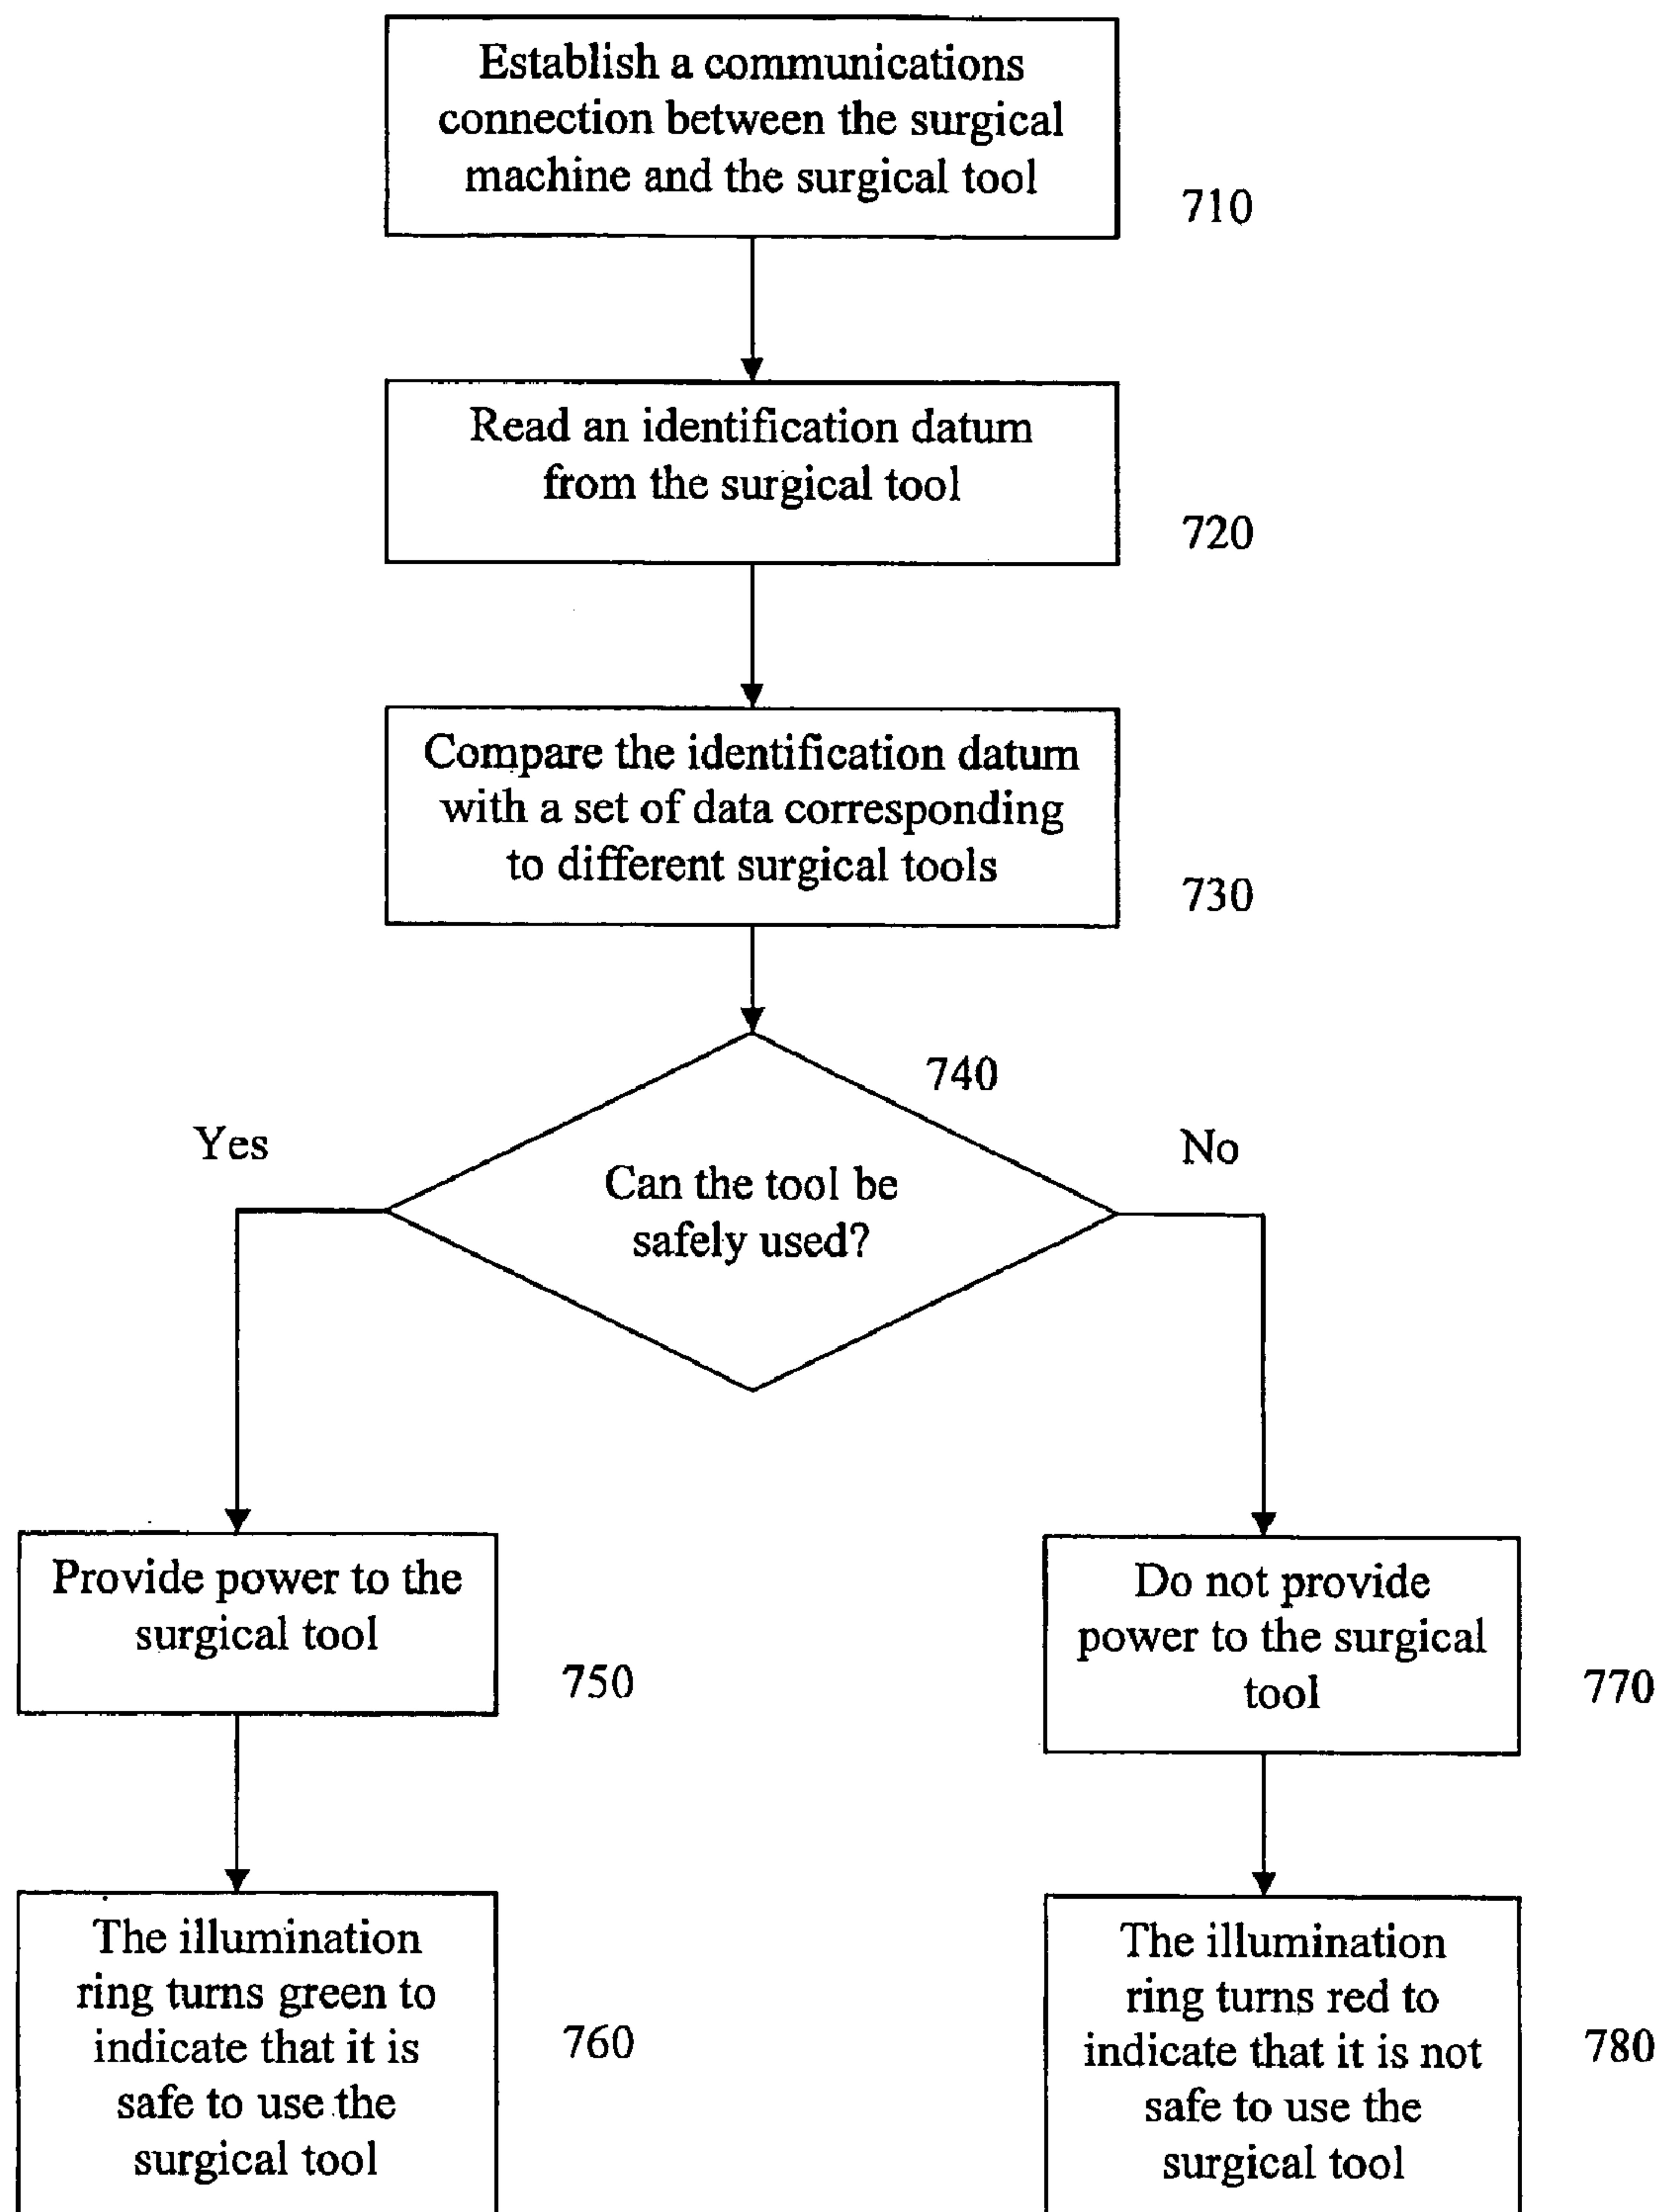 Establish a communications
connection between the surgical
machine and the surgical tool
710
Read an identification datum
from the surgical tool
720
Compare the identification datum
with a set of data corresponding
to different surgical tools
730
740
Yes
No
Can the tool be
safely used?
Provide power to the
surgical tool
750
Do not provide
power to the surgical
tool
770
The illumination
ring turns green to
indicate that it is
safe to use the
surgical tool
760
The illumination
ring turns red to
indicate that it is not
safe to use the
surgical tool
780